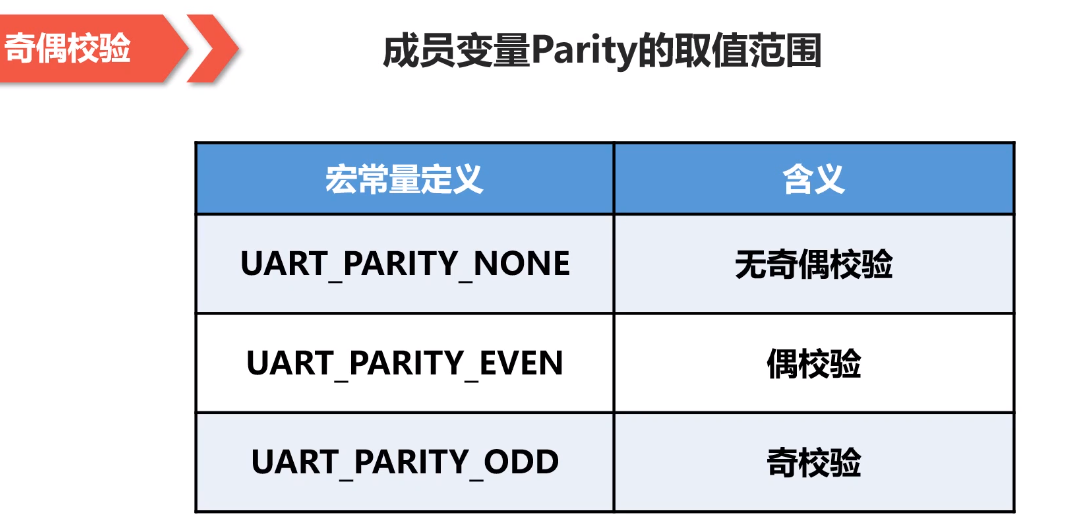 奇偶校验
成员变量Parity的取值范围
宏常量定义 含义
UART_PARITY_NONE 无奇偶校验
UART_PARITY_EVEN 偶校验
UART_PARITY_ODD 奇校验